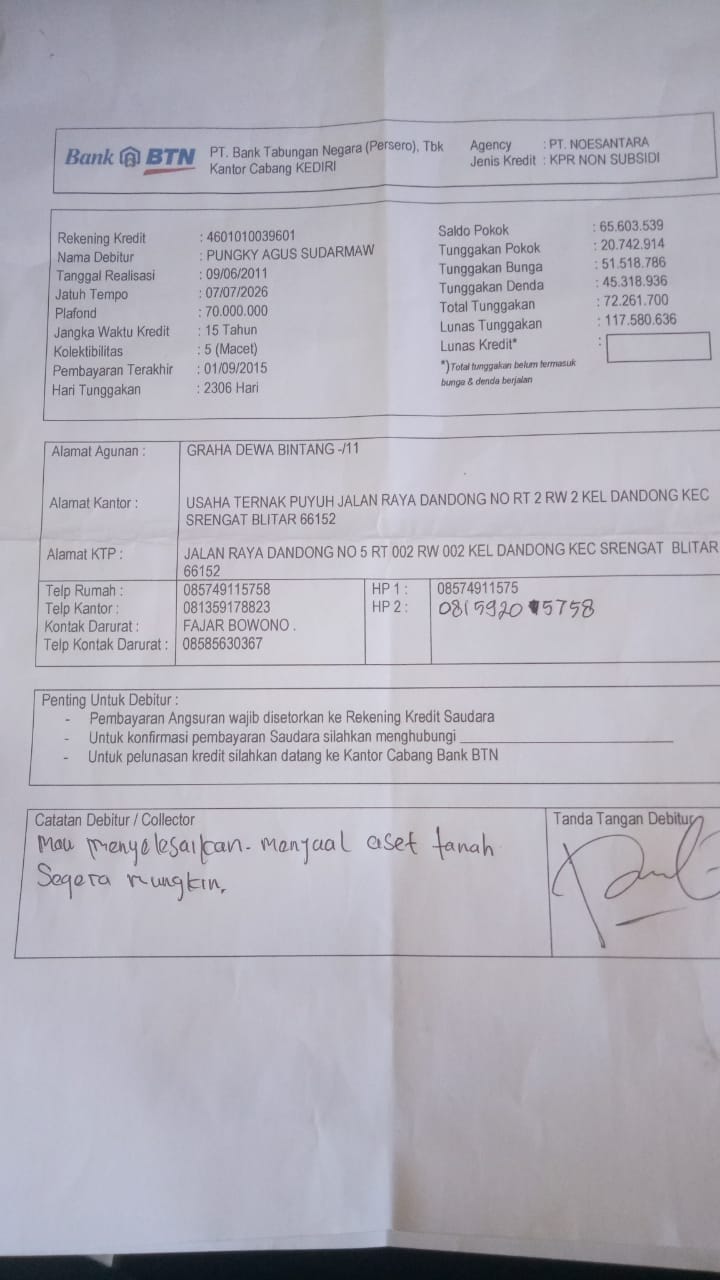 Bank BTN
PT. Bank Tabungan Negara (Persero), Tbk
Kantor Cabang KEDIRI
Agency : PT. NOESANTARA
Jenis Kredit : KPR NON SUBSIDI
Rekening Kredit : 4601010039601
Nama Debitur : PUNGKY AGUS SUDARMAW
Tanggal Realisasi : 09/06/2011
Jatuh Tempo : 07/07/2026
Plafond : 70.000.000
Jangka Waktu Kredit : 15 Tahun
Kolektibilitas : 5 (Macet)
Pembayaran Terakhir : 01/09/2015
Hari Tunggakan : 2306 Hari
Saldo Pokok : 65.603.539
Tunggakan Pokok : 20.742.914
Tunggakan Bunga : 51.518.786
Tunggakan Denda : 45.318.936
Total Tunggakan : 72.261.700
Lunas Tunggakan : 117.580.636
Lunas Kredit* :
*)Total tunggakan belum termasuk
bunga & denda berjalan
Alamat Agunan : GRAHA DEWA BINTANG -/11
Alamat Kantor : USAHA TERNAK PUYUH JALAN RAYA DANDONG NO RT 2 RW 2 KEL DANDONG KEC
SRENGAT BLITAR 66152
Alamat KTP : JALAN RAYA DANDONG NO 5 RT 002 RW 002 KEL DANDONG KEC SRENGAT BLITAR
66152
Telp Rumah : 085749115758 HP 1 : 08574911575
Telp Kantor : 081359178823 HP 2 :
Kontak Darurat : FAJAR BOWONO .
Telp Kontak Darurat : 08585630367
Penting Untuk Debitur :
- Pembayaran Angsuran wajib disetorkan ke Rekening Kredit Saudara
- Untuk konfirmasi pembayaran Saudara silahkan menghubungi
- Untuk pelunasan kredit silahkan datang ke Kantor Cabang Bank BTN
Catatan Debitur / Collector
Tanda Tangan Debitur
Mau menyelesaikan. menjual aset tanah
Segera mungkin.